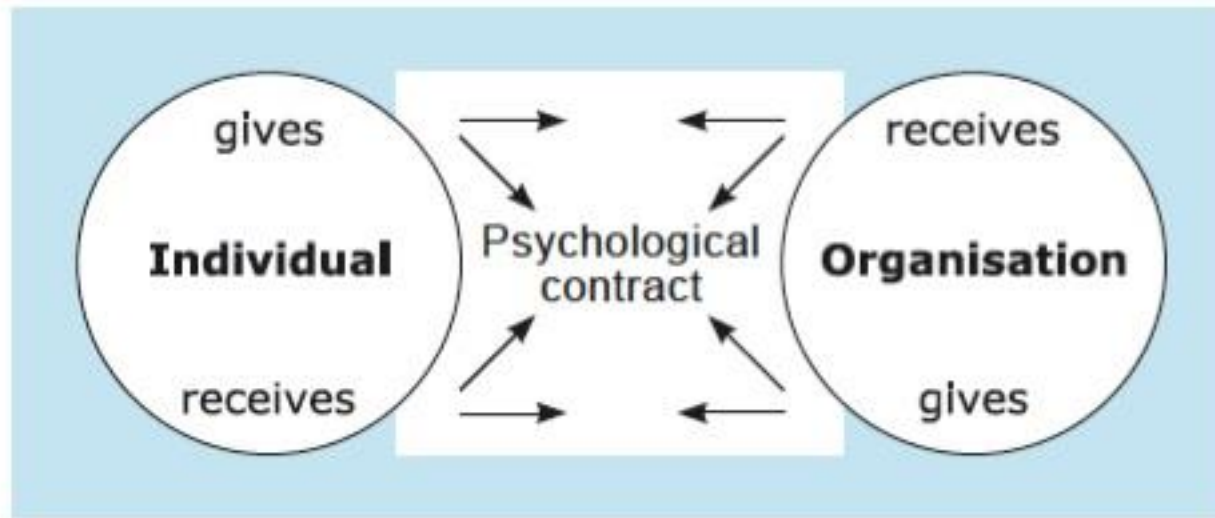 gives
receives
Individual
Psychological
contract
Organisation
receives
gives